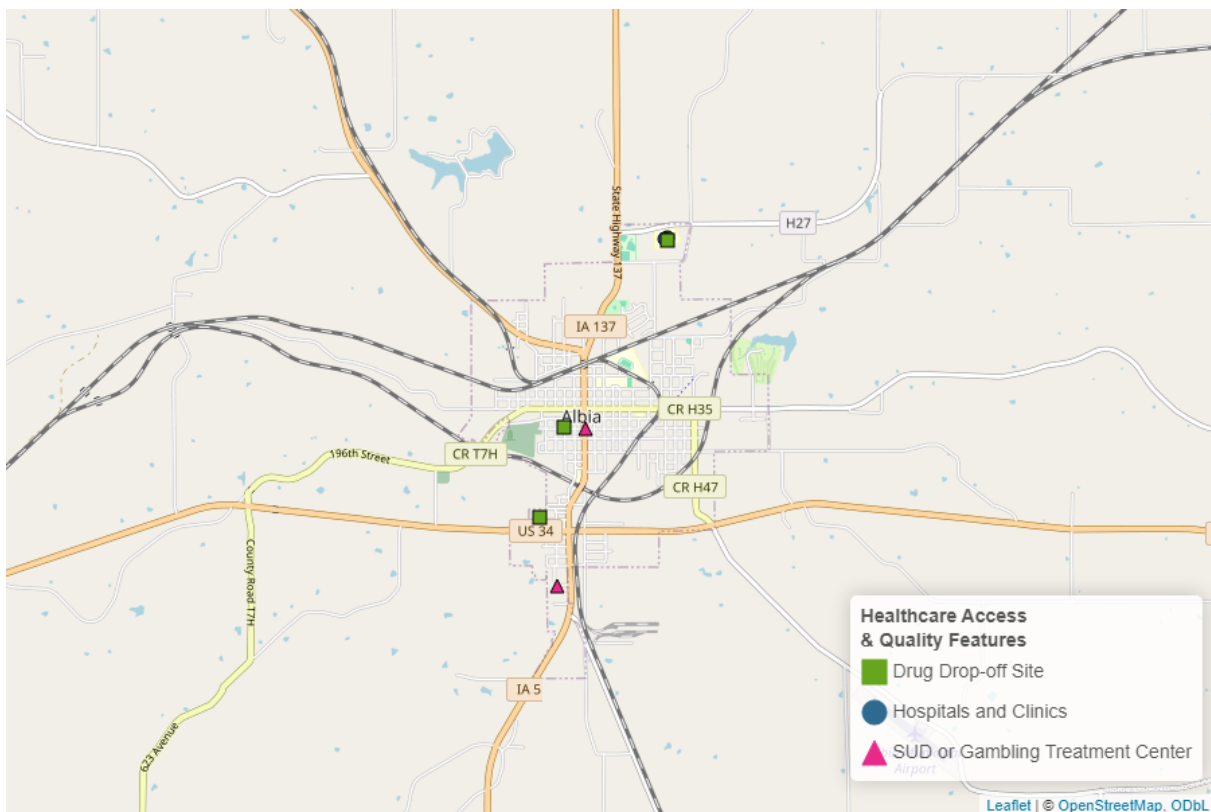 State Highway 137
H27
IA 137
CR H35
Albia
CR T7H
196th Street
CR H47
US 34
County Road T7H
IA 5
623 Avenue
Healthcare Access
& Quality Features
Drug Drop-off Site
Hospitals and Clinics
SUD or Gambling Treatment Center
Airport
Leaflet | © OpenStreetMap, ODbL